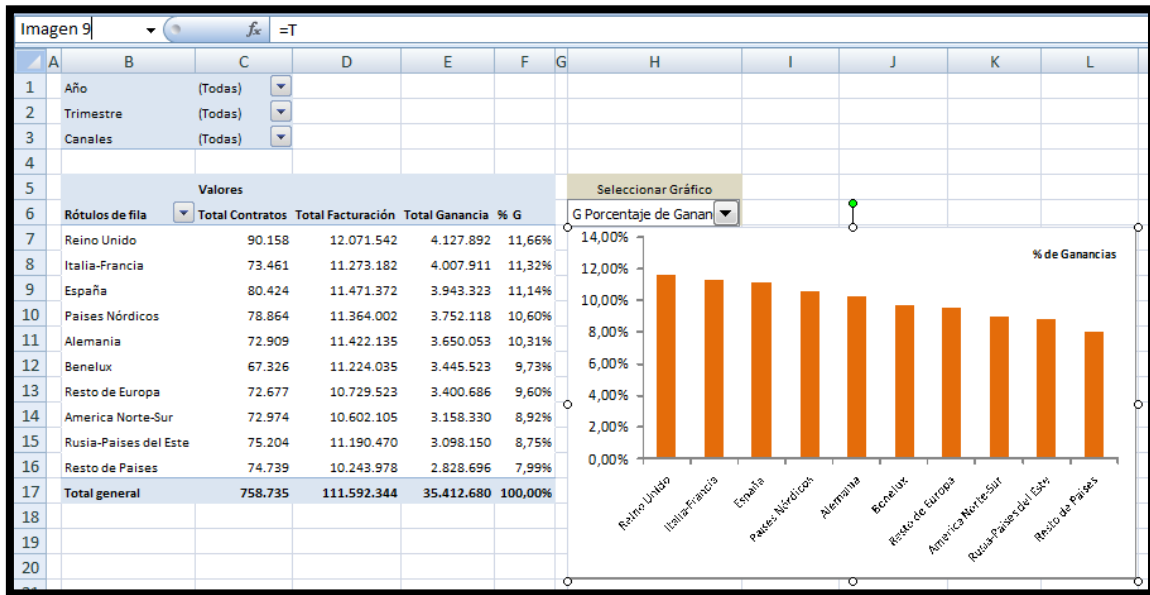 Imagen 9 fx =T
A B C D E F G H I J K L
1 Año (Todas)
2 Trimestre (Todas)
3 Canales (Todas)
4
5 Valores Seleccionar Gráfico
6 Rótulos de fila Total Contratos Total Facturación Total Ganancia % G G Porcentaje de Ganan
7 Reino Unido 90.158 12.071.542 4.127.892 11,66%
8 Italia-Francia 73.461 11.273.182 4.007.911 11,32%
9 España 80.424 11.471.372 3.943.323 11,14%
10 Paises Nórdicos 78.864 11.364.002 3.752.118 10,60%
11 Alemania 72.909 11.422.135 3.650.053 10,31%
12 Benelux 67.326 11.224.035 3.445.523 9,73%
13 Resto de Europa 72.677 10.729.523 3.400.686 9,60%
14 America Norte-Sur 72.974 10.602.105 3.158.330 8,92%
15 Rusia-Paises del Este 75.204 11.190.470 3.098.150 8,75%
16 Resto de Paises 74.739 10.243.978 2.828.696 7,99%
17 Total general 758.735 111.592.344 35.412.680 100,00%
18
19
20
% de Ganancias
14,00%
12,00%
10,00%
8,00%
6,00%
4,00%
2,00%
0,00%
Reino Unido
Italia-Francia
España
Paises Nórdicos
Alemania
Benelux
Resto de Europa
America Norte-Sur
Rusia-Paises del Este
Resto de Paises